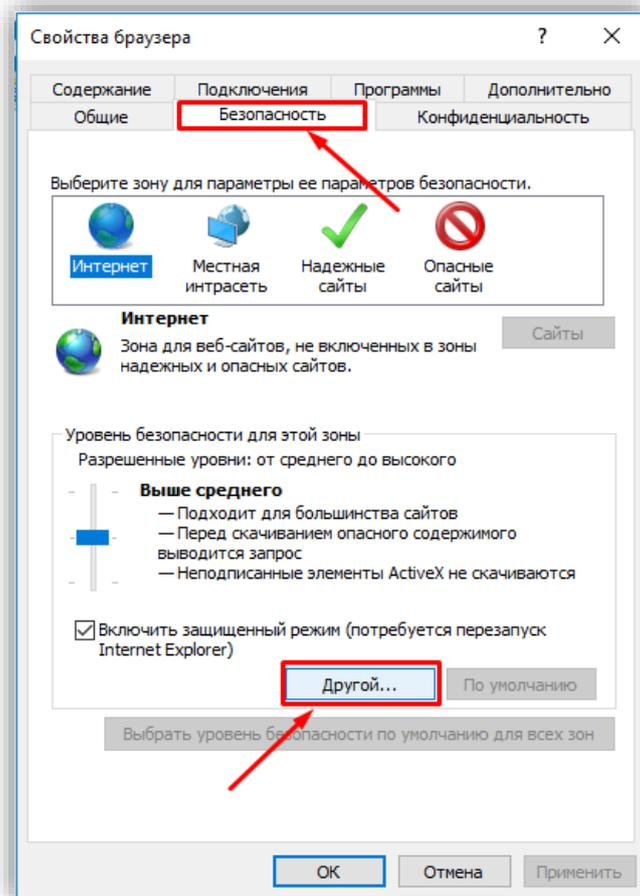 Свойства браузера
?
Содержание Подключения Программы Дополнительно
Общие Безопасность Конфиденциальность
Выберите зону для параметры ее параметров безопасности.
Интернет Местная Надежные Опасные
интрасеть сайты сайты
Интернет
Сайты
Зона для веб-сайтов, не включенных в зоны
надежных и опасных сайтов.
Уровень безопасности для этой зоны
Разрешенные уровни: от среднего до высокого
Выше среднего
— Подходит для большинства сайтов
— Перед скачиванием опасного содержимого
выводится запрос
— Неподписанные элементы ActiveX не скачиваются
Включить защищенный режим (потребуется перезапуск
Internet Explorer)
Другой... По умолчанию
Выбрать уровень безопасности по умолчанию для всех зон
ОК Отмена Применить